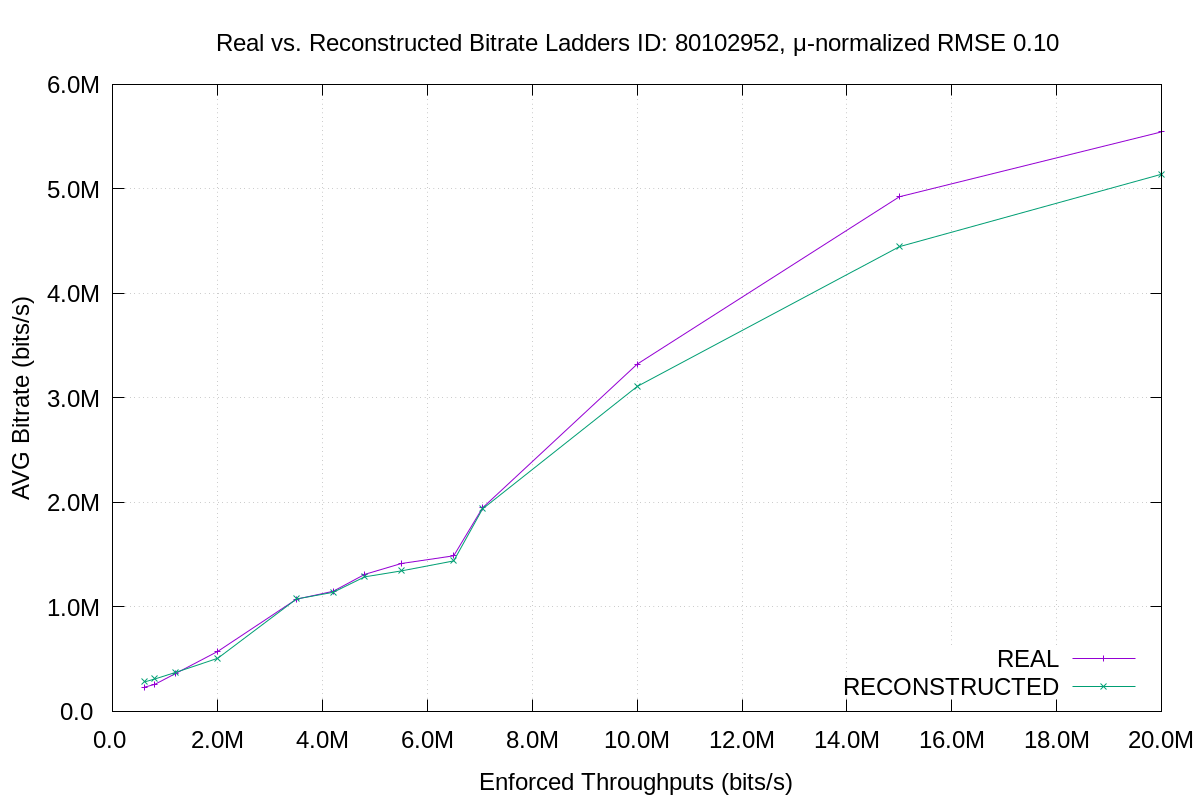 Real vs. Reconstructed Bitrate Ladders ID: 80102952, μ-normalized RMSE 0.10
6.0M
5.0M
4.0M
3.0M
2.0M
1.0M
0.0
AVG Bitrate (bits/s)
REAL
RECONSTRUCTED
0.0 2.0M 4.0M 6.0M 8.0M 10.0M 12.0M 14.0M 16.0M 18.0M 20.0M
Enforced Throughputs (bits/s)